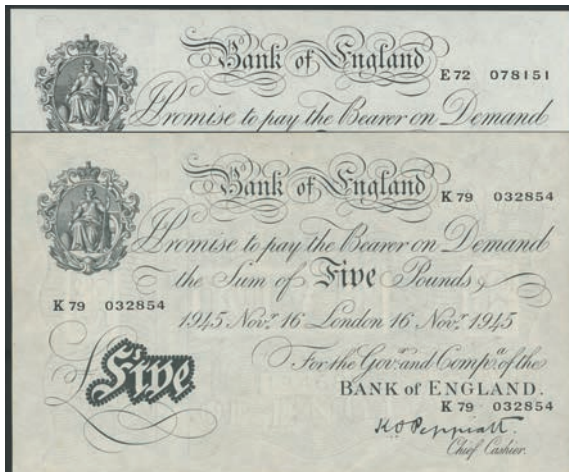 Bank of England
E72 078151
I Promise to pay the Bearer on Demand
Bank of England
K79 032854
I Promise to pay the Bearer on Demand
the Sum of Five Pounds
K79 032854
1945 Novr. 16 London 16 Novr. 1945
For the Govr. and Compa. of the
Five
BANK of ENGLAND.
K79 032854
K O Peppiatt.
Chief Cashier.